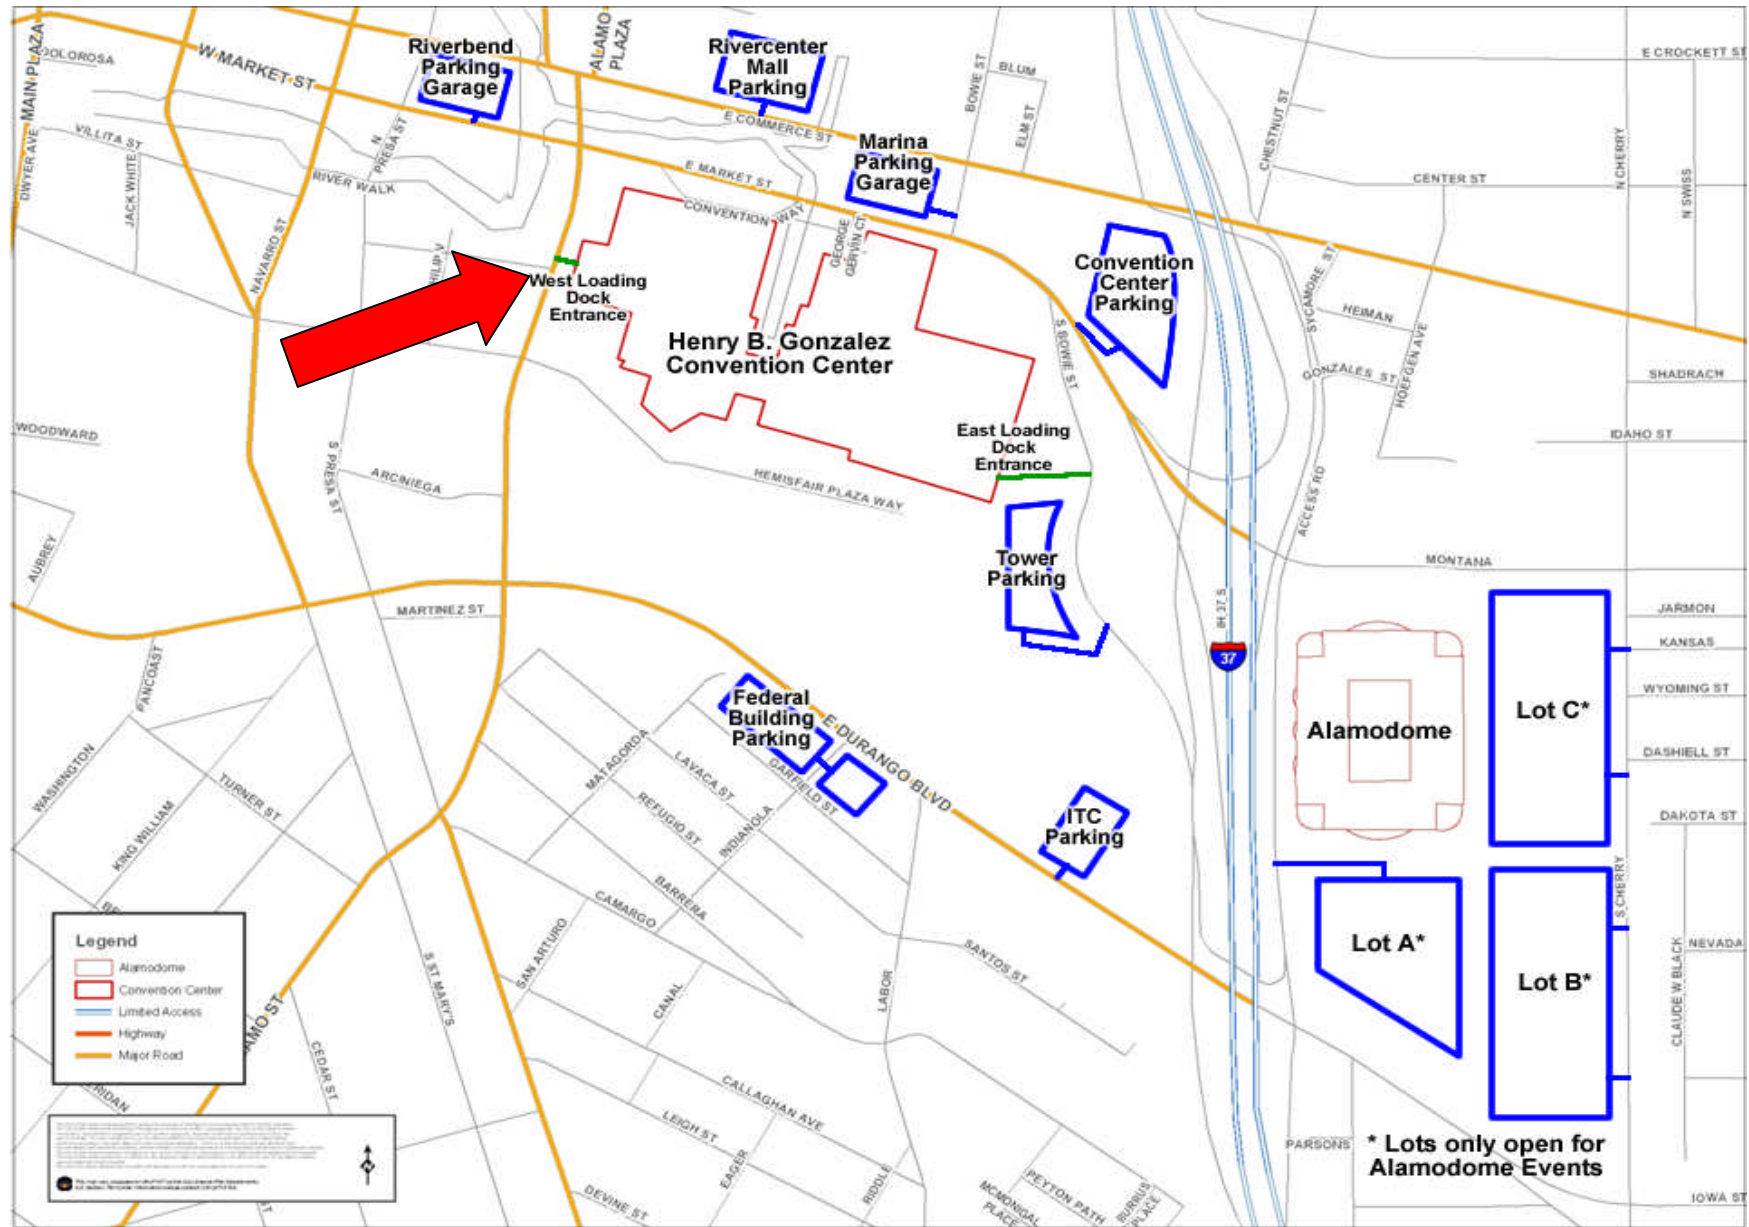 MAIN PLAZA
DOLOROSA
W MARKET ST
Riverbend
Parking
Garage
ALAMO
PLAZA
Rivercenter
Mall
Parking
BOWIE ST
BLUM
ELM ST
E CROCKETT ST
CHESTNUT ST
N CHERRY
N SWISS
CENTER ST
E COMMERCE ST
Marina
Parking
Garage
DWYER AVE
VILLITA ST
JACK WHITE
N
PRESA ST
RIVER WALK
NAVARRO ST
E MARKET ST
CONVENTION WAY
GEORGE
GERVIN CT
Convention
Center
Parking
SYCAMORE ST
HEIMAN
HOEFGEN AVE
GONZALES ST
SHADRACH
IDAHO ST
West Loading
Dock
Entrance
Henry B. Gonzalez
Convention Center
S BOWIE ST
East Loading
Dock
Entrance
WOODWARD
S PRESA ST
ARCINIEGA
HEMISFAIR PLAZA WAY
ACCESS RD
AUBREY
Tower
Parking
MONTANA
MARTINEZ ST
IH 37 S
37
JARMON
KANSAS
WYOMING ST
DASHIELL ST
DAKOTA ST
PANCOAST
Federal
Building
Parking
E DURANGO BLVD
Alamodome
Lot C*
WASHINGTON
KING WILLIAM
TURNER ST
MATAGORDA
LAVACA ST
REFUGIO ST
INDIANOLA
GARFIELD ST
ITC
Parking
BARRERA
CAMARGO
SAN ARTURO
CANAL
LABOR
SANTOS ST
Lot A*
Lot B*
S CHERRY
CLAUDE W BLACK
NEVADA
Legend
Alamodome
Convention Center
Limited Access
Highway
Major Road
S ST MARY'S
CEDAR ST
CALLAGHAN AVE
LEIGH ST
EAGER
RIDDLE
DEVINE ST
MCMONIGAL
PLACE
PEYTON PATH
BURRUS
PLACE
PARSONS
* Lots only open for
Alamodome Events
IOWA ST